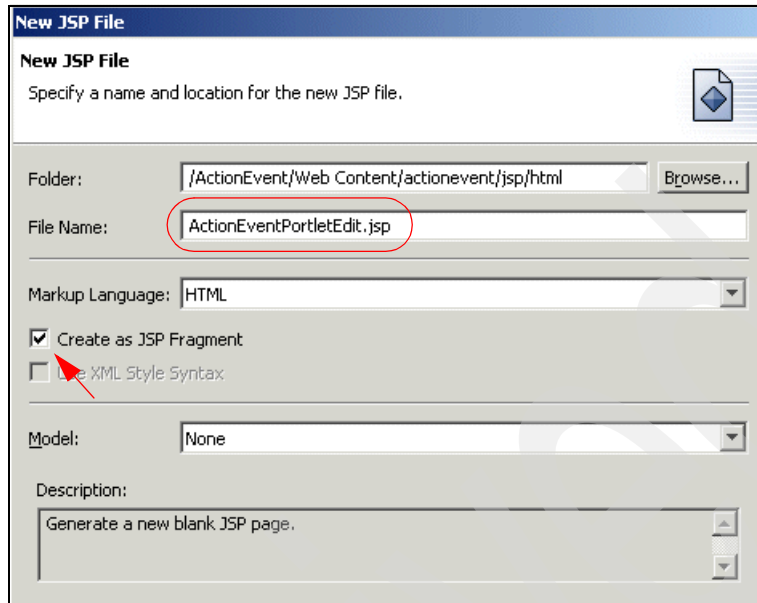 New JSP File
New JSP File
Specify a name and location for the new JSP file.
Folder: /ActionEvent/Web Content/actionevent/jsp/html Browse...
File Name: ActionEventPortletEdit.jsp
Markup Language: HTML
Create as JSP Fragment
XML Style Syntax
Model: None
Description:
Generate a new blank JSP page.